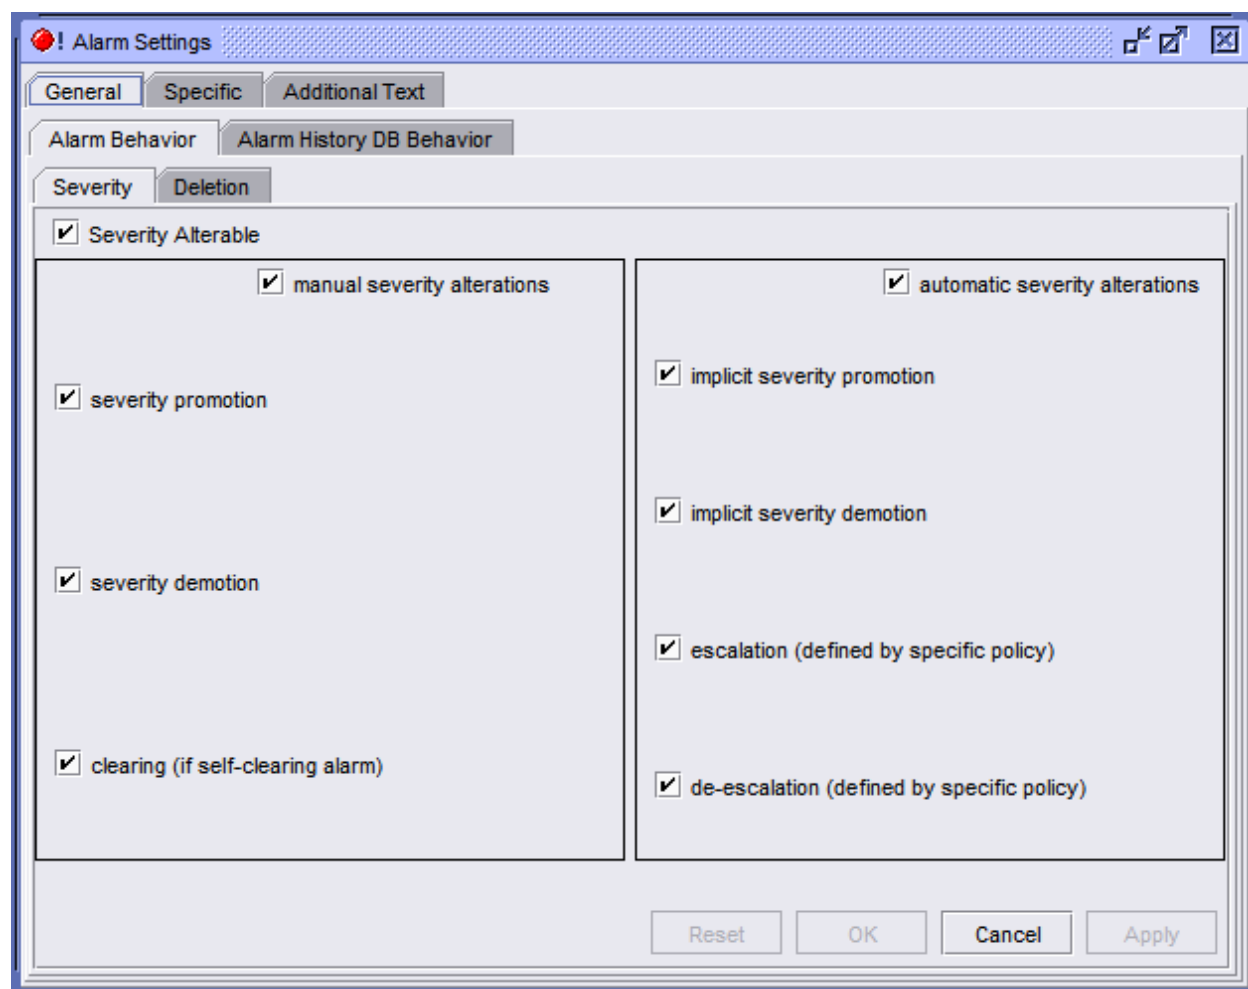 ! Alarm Settings
General Specific Additional Text
Alarm Behavior Alarm History DB Behavior
Severity Deletion
Severity Alterable
manual severity alterations
severity promotion
severity demotion
clearing (if self-clearing alarm)
automatic severity alterations
implicit severity promotion
implicit severity demotion
escalation (defined by specific policy)
de-escalation (defined by specific policy)
Reset OK Cancel Apply